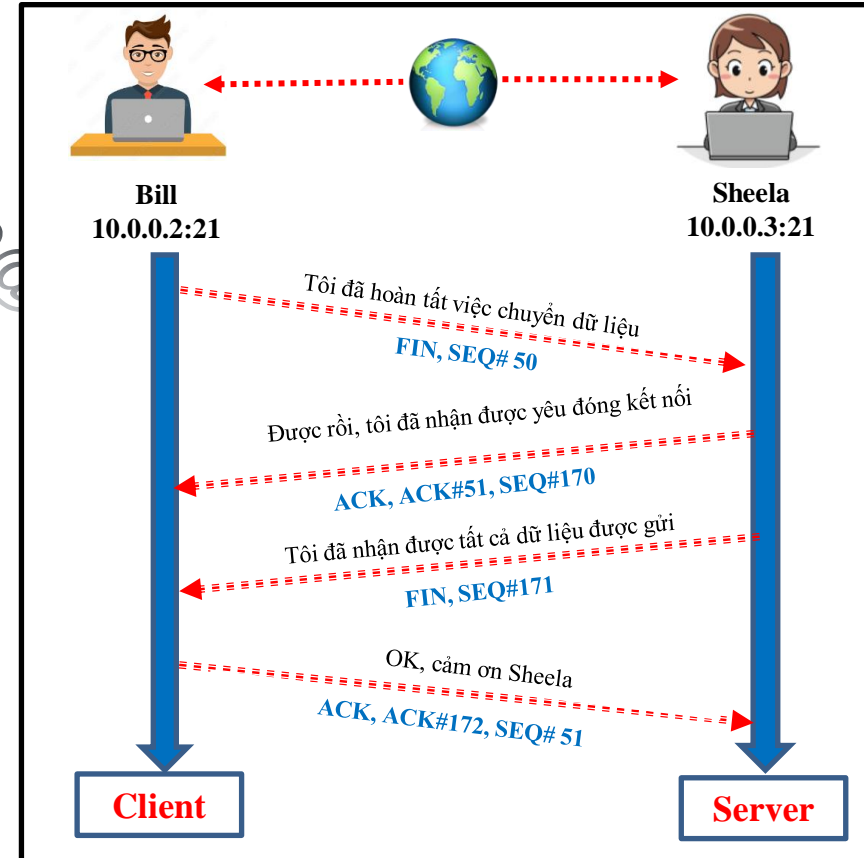 Bill
10.0.0.2:21
Sheela
10.0.0.3:21
Tôi đã hoàn tất việc chuyển dữ liệu
FIN, SEQ# 50
Được rồi, tôi đã nhận được yêu đóng kết nối
ACK, ACK#51, SEQ#170
Tôi đã nhận được tất cả dữ liệu được gửi
FIN, SEQ#171
OK, cảm ơn Sheela
ACK, ACK#172, SEQ# 51
Client
Server